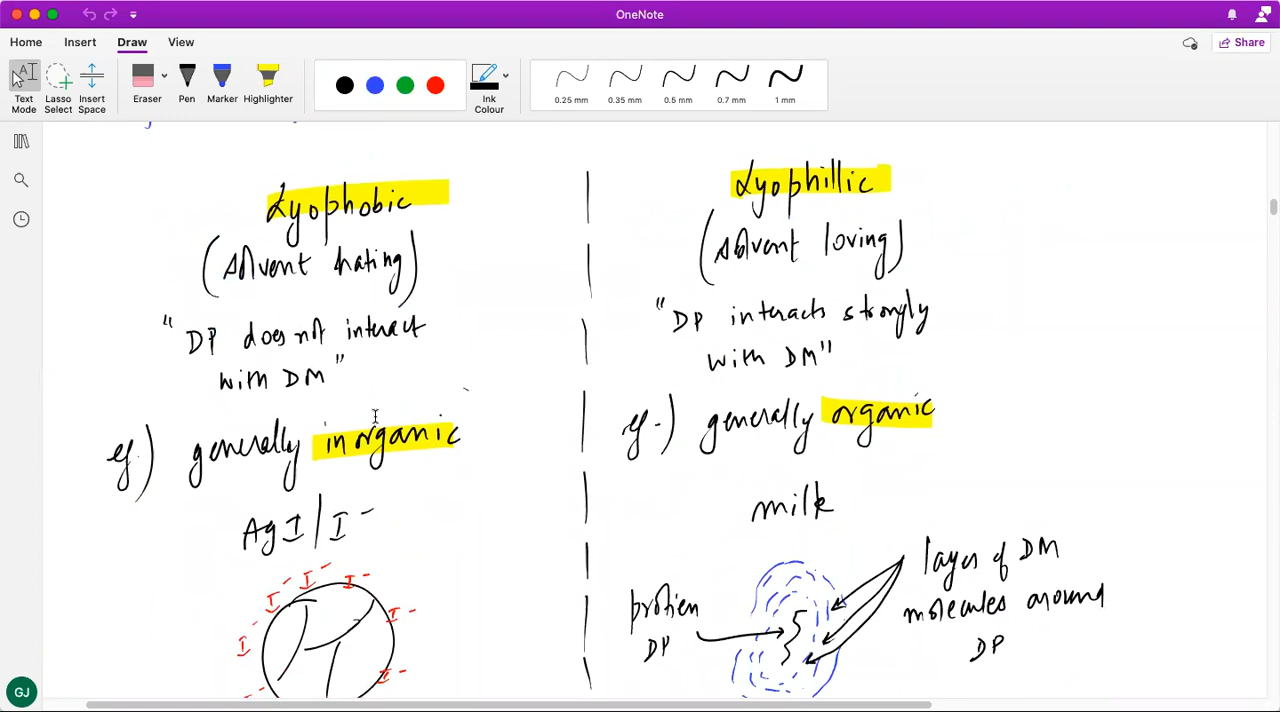 OneNote
Home
Insert
Draw
View
Share
Text
Mode
Lasso
Select
Insert
Space
Eraser
Pen
Marker
Highlighter
Ink
Colour
0.25 mm
0.35 mm
0.5 mm
0.7 mm
1 mm
Lyophobic
(solvent hating)
"DP does not interact
with DM"
eg.) generally inorganic
AgI/I-
I-
I-
I-
I-
I-
I-
Lyophillic
(solvent loving)
"DP interacts strongly
with DM"
eg.) generally organic
milk
protien
DP
layer of DM
molecules around
DP
GJ